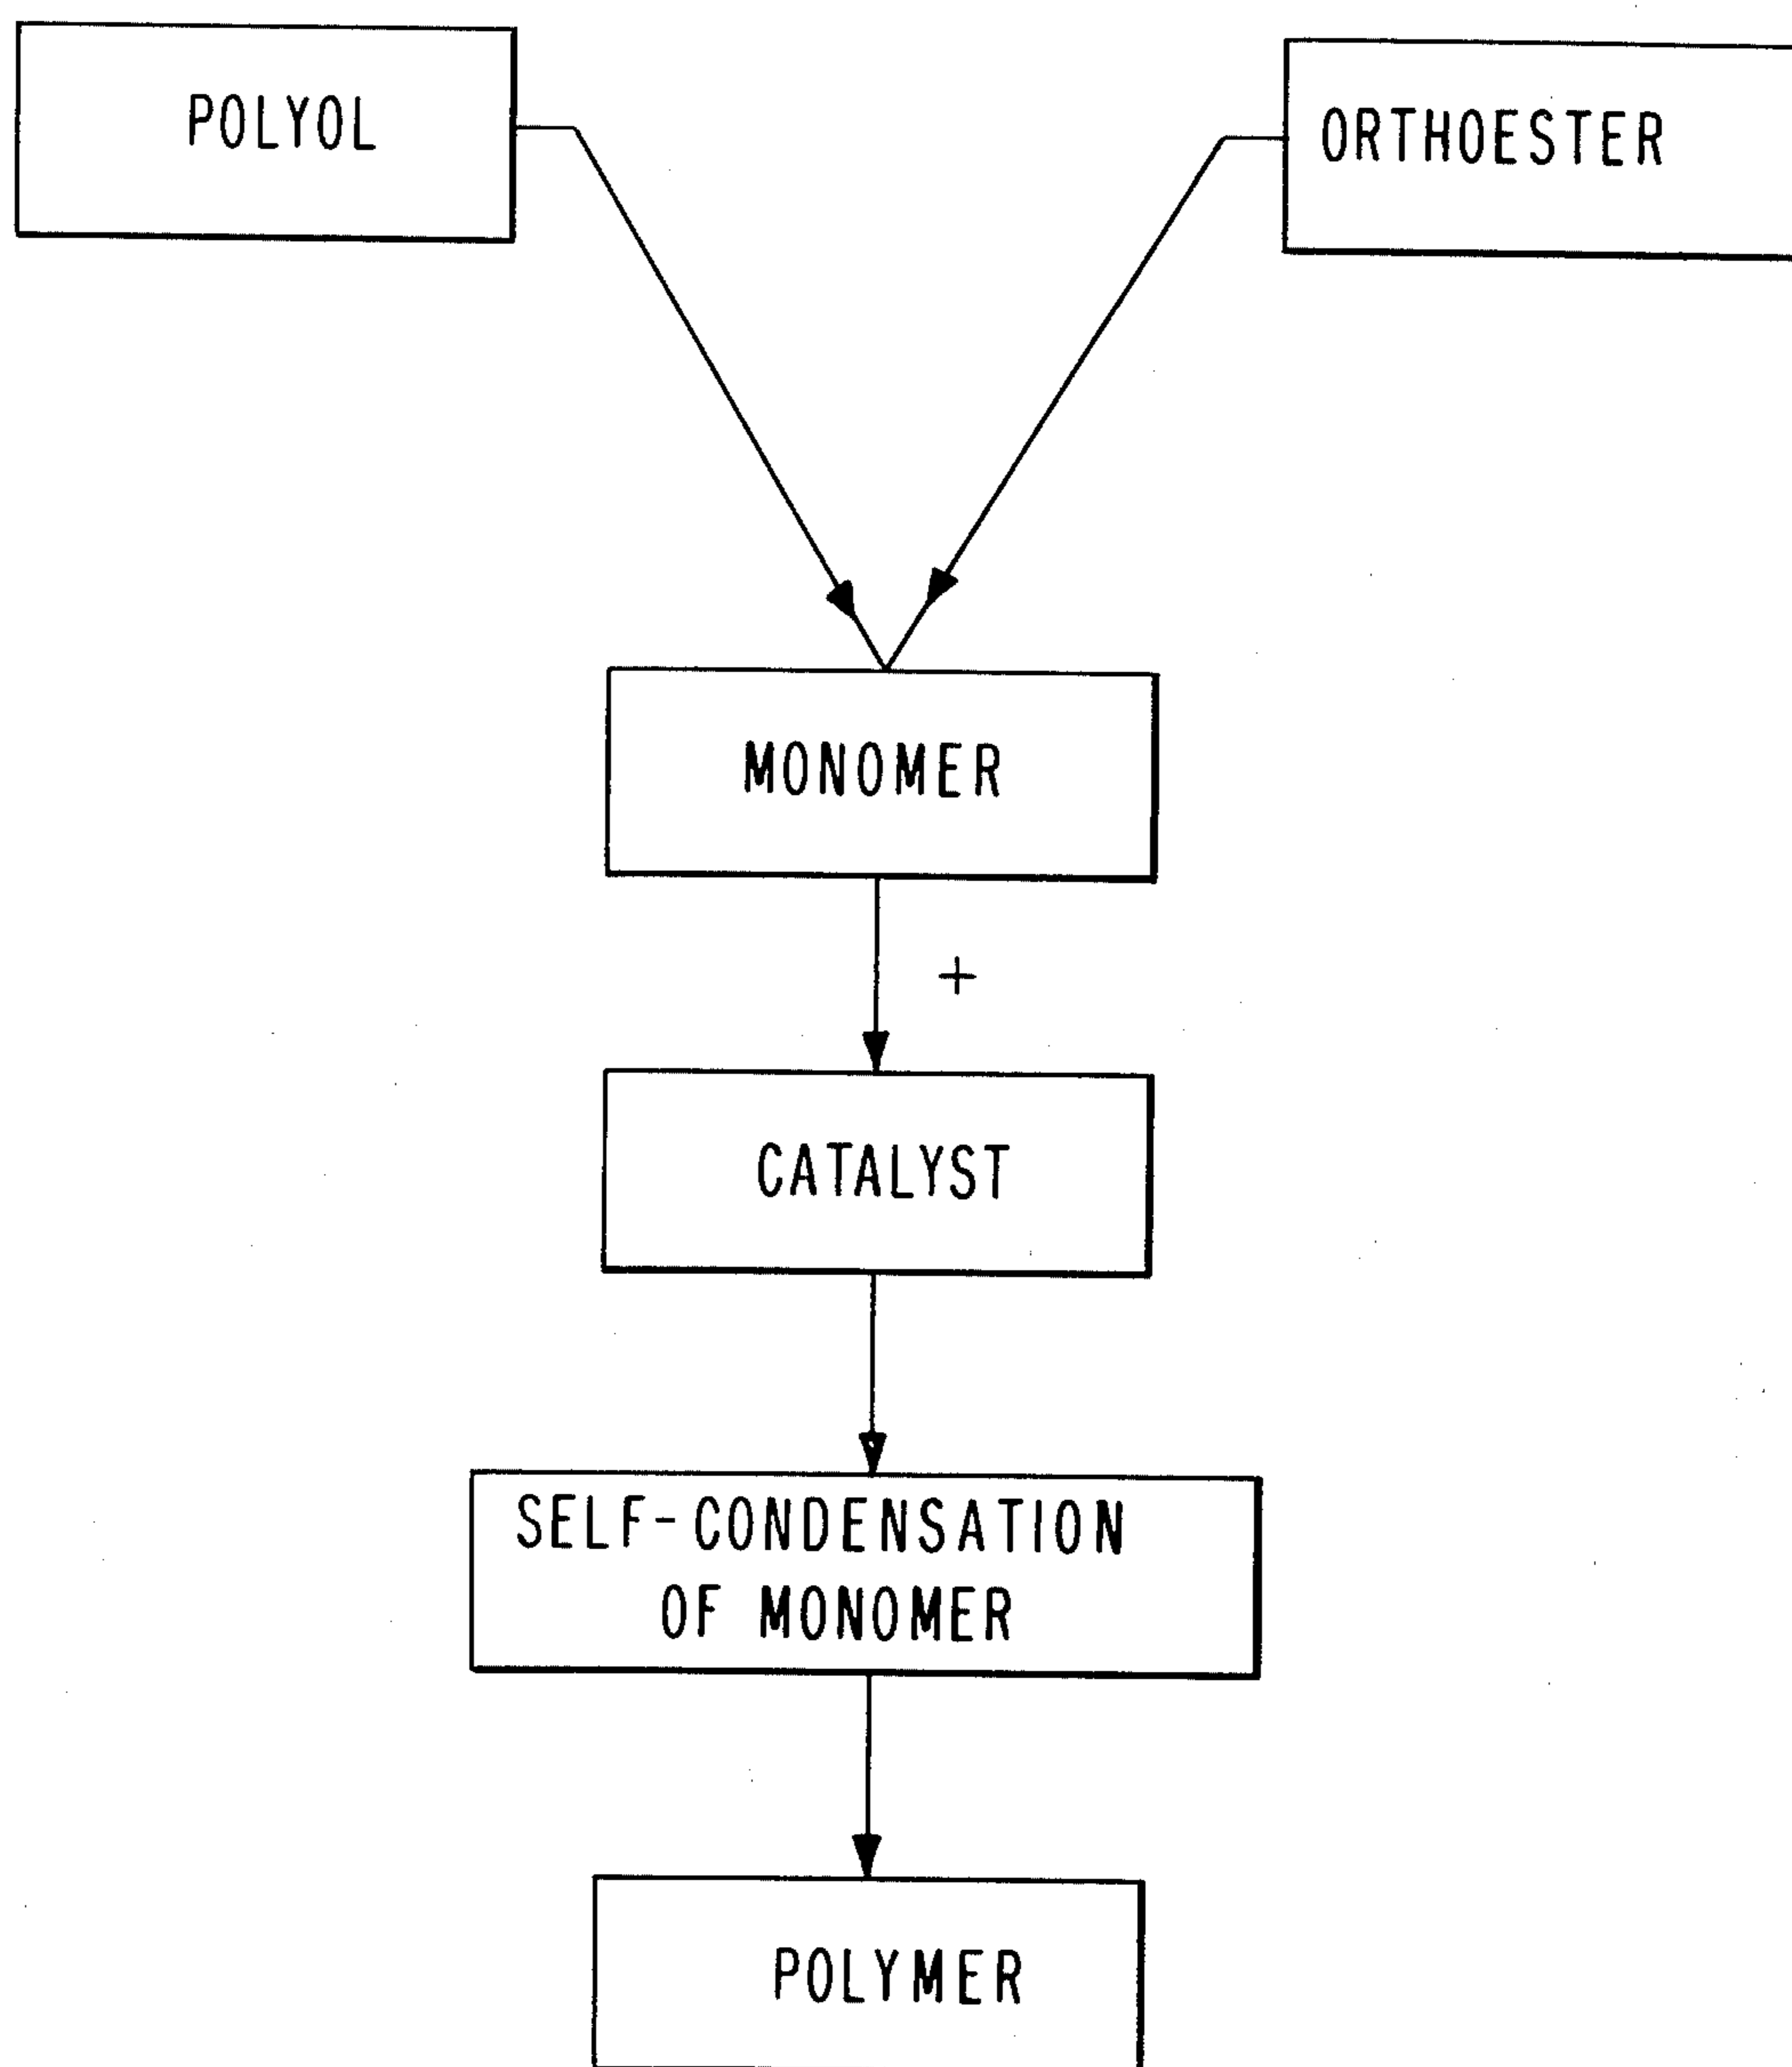 POLYOL
ORTHOESTER
MONOMER
+
CATALYST
SELF-CONDENSATION
OF MONOMER
POLYMER